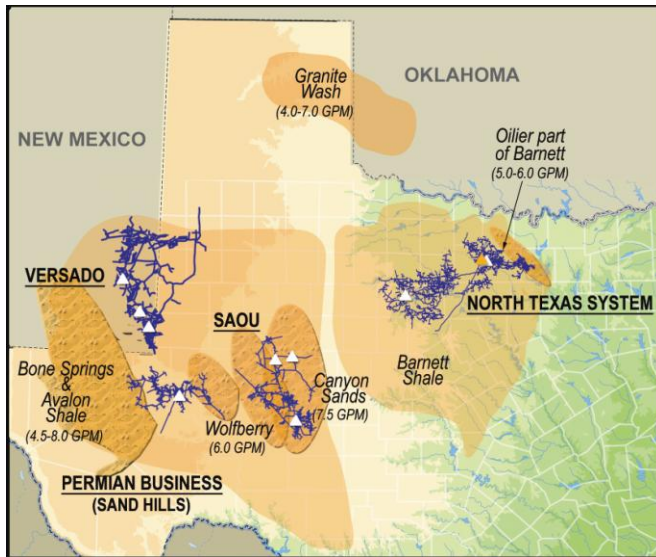 Granite
Wash
(4.0-7.0 GPM)
OKLAHOMA
NEW MEXICO
Oilier part
of Barnett
(5.0-6.0 GPM)
VERSADO
NORTH TEXAS SYSTEM
SAOU
Bone Springs
&
Avalon
Shale
(4.5-8.0 GPM)
Canyon
Sands
(7.5 GPM)
Barnett
Shale
Wolfberry
(6.0 GPM)
PERMIAN BUSINESS
(SAND HILLS)